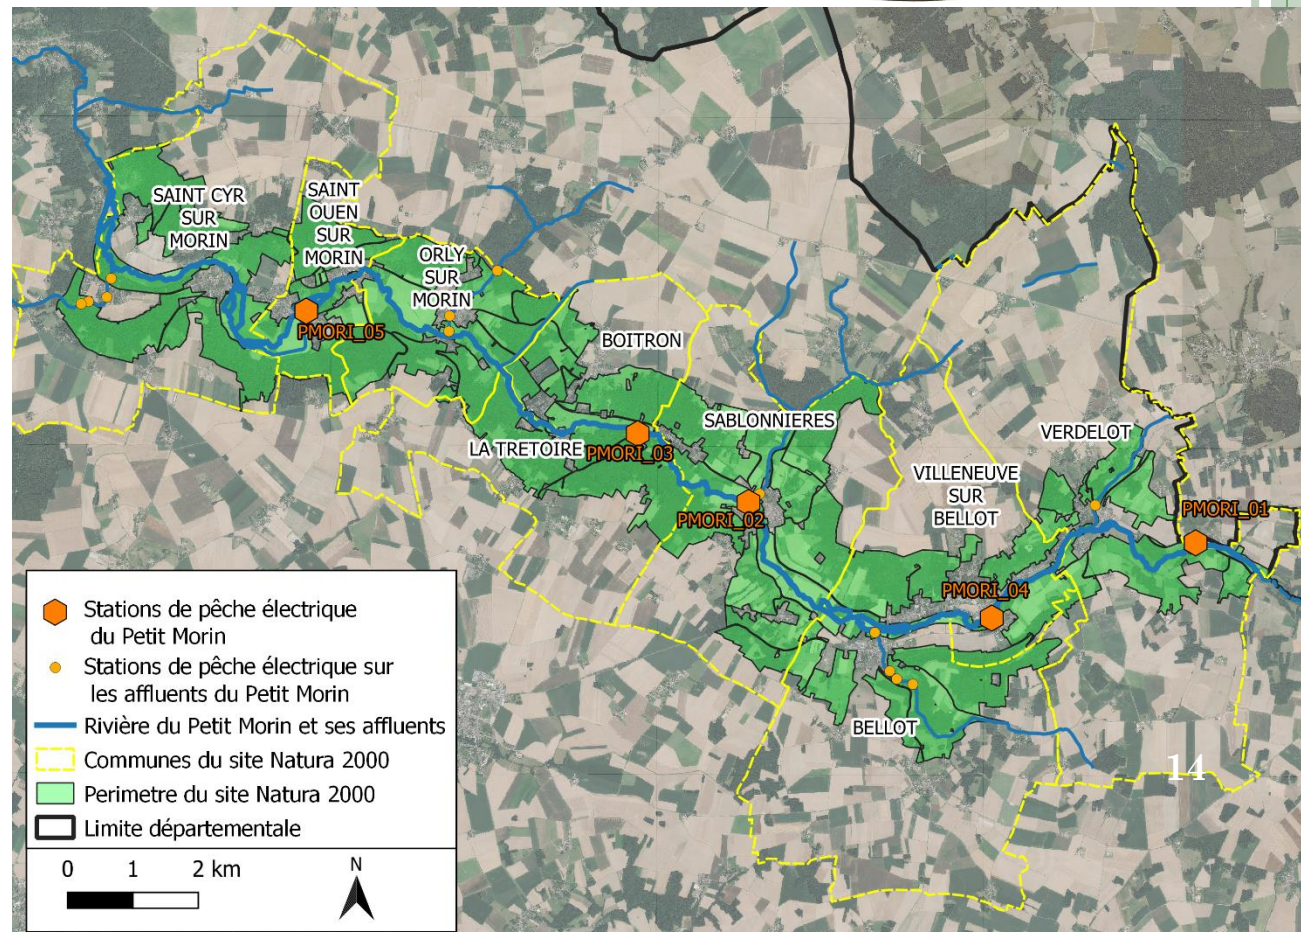 SAINT CYR
SUR
MORIN
SAINT
OUEN
SUR
MORIN
ORLY
SUR
MORIN
PMORI_05
BOITRON
LA TRETOIRE
PMORI_03
SABLONNIERES
PMORI_02
VILLENEUVE
SUR
BELLOT
VERDELOT
PMORI_01
PMORI_04
BELLOT
14
Stations de pêche électrique
du Petit Morin
Stations de pêche électrique sur
les affluents du Petit Morin
Rivière du Petit Morin et ses affluents
Communes du site Natura 2000
Perimetre du site Natura 2000
Limite départementale
0 1 2 km
N